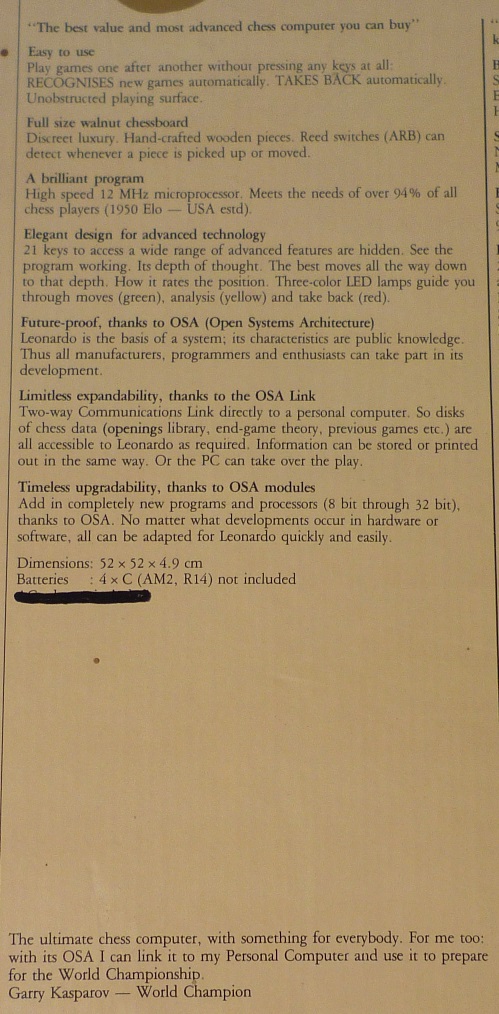 "The best value and most advanced chess computer you can buy"
Easy to use
Play games one after another without pressing any keys at all:
RECOGNISES new games automatically. TAKES BACK automatically.
Unobstructed playing surface.
Full size walnut chessboard
Discreet luxury. Hand-crafted wooden pieces. Reed switches (ARB) can
detect whenever a piece is picked up or moved.
A brilliant program
High speed 12 MHz microprocessor. Meets the needs of over 94% of all
chess players (1950 Elo — USA estd).
Elegant design for advanced technology
21 keys to access a wide range of advanced features are hidden. See the
program working. Its depth of thought. The best moves all the way down
to that depth. How it rates the position. Three-color LED lamps guide you
through moves (green), analysis (yellow) and take back (red).
Future-proof, thanks to OSA (Open Systems Architecture)
Leonardo is the basis of a system; its characteristics are public knowledge.
Thus all manufacturers, programmers and enthusiasts can take part in its
development.
Limitless expandability, thanks to the OSA Link
Two-way Communications Link directly to a personal computer. So disks
of chess data (openings library, end-game theory, previous games etc.) are
all accessible to Leonardo as required. Information can be stored or printed
out in the same way. Or the PC can take over the play.
Timeless upgradability, thanks to OSA modules
Add in completely new programs and processors (8 bit through 32 bit),
thanks to OSA. No matter what developments occur in hardware or
software, all can be adapted for Leonardo quickly and easily.
Dimensions: 52 × 52 × 4.9 cm
Batteries : 4 × C (AM2, R14) not included
The ultimate chess computer, with something for everybody. For me too:
with its OSA I can link it to my Personal Computer and use it to prepare
for the World Championship.
Garry Kasparov — World Champion